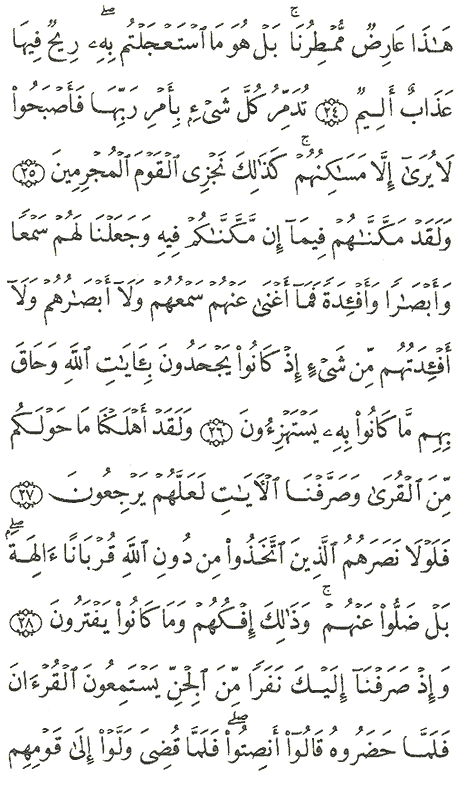 هَـٰذَا عَارِضٌ مُّمْطِرُنَا ۚ بَلْ هُوَ مَا ٱسْتَعْجَلْتُم بِهِۦ ۖ رِيحٌ فِيهَا
عَذَابٌ أَلِيمٌ ﴿٢٤﴾ تُدَمِّرُ كُلَّ شَىْءٍۭ بِأَمْرِ رَبِّهَا فَأَصْبَحُوا۟
لَا يُرَىٰٓ إِلَّا مَسَـٰكِنُهُمْ ۚ كَذَٰلِكَ نَجْزِى ٱلْقَوْمَ ٱلْمُجْرِمِينَ ﴿٢٥﴾
وَلَقَدْ مَكَّنَّـٰهُمْ فِيمَآ إِن مَّكَّنَّـٰكُمْ فِيهِ وَجَعَلْنَا لَهُمْ سَمْعًا
وَأَبْصَـٰرًا وَأَفْـِٔدَةً فَمَآ أَغْنَىٰ عَنْهُمْ سَمْعُهُمْ وَلَآ أَبْصَـٰرُهُمْ وَلَآ
أَفْـِٔدَتُهُم مِّن شَىْءٍ إِذْ كَانُوا۟ يَجْحَدُونَ بِـَٔايَـٰتِ ٱللَّهِ وَحَاقَ
بِهِم مَّا كَانُوا۟ بِهِۦ يَسْتَهْزِءُونَ ﴿٢٦﴾ وَلَقَدْ أَهْلَكْنَا مَا حَوْلَكُم
مِّنَ ٱلْقُرَىٰ وَصَرَّفْنَا ٱلْـَٔايَـٰتِ لَعَلَّهُمْ يَرْجِعُونَ ﴿٢٧﴾
فَلَوْلَا نَصَرَهُمُ ٱلَّذِينَ ٱتَّخَذُوا۟ مِن دُونِ ٱللَّهِ قُرْبَانًا ءَالِهَةًۢ ۖ
بَلْ ضَلُّوا۟ عَنْهُمْ ۚ وَذَٰلِكَ إِفْكُهُمْ وَمَا كَانُوا۟ يَفْتَرُونَ ﴿٢٨﴾
وَإِذْ صَرَفْنَآ إِلَيْكَ نَفَرًا مِّنَ ٱلْجِنِّ يَسْتَمِعُونَ ٱلْقُرْءَانَ
فَلَمَّا حَضَرُوهُ قَالُوٓا۟ أَنصِتُوا۟ ۖ فَلَمَّا قُضِىَ وَلَّوْا۟ إِلَىٰ قَوْمِهِم